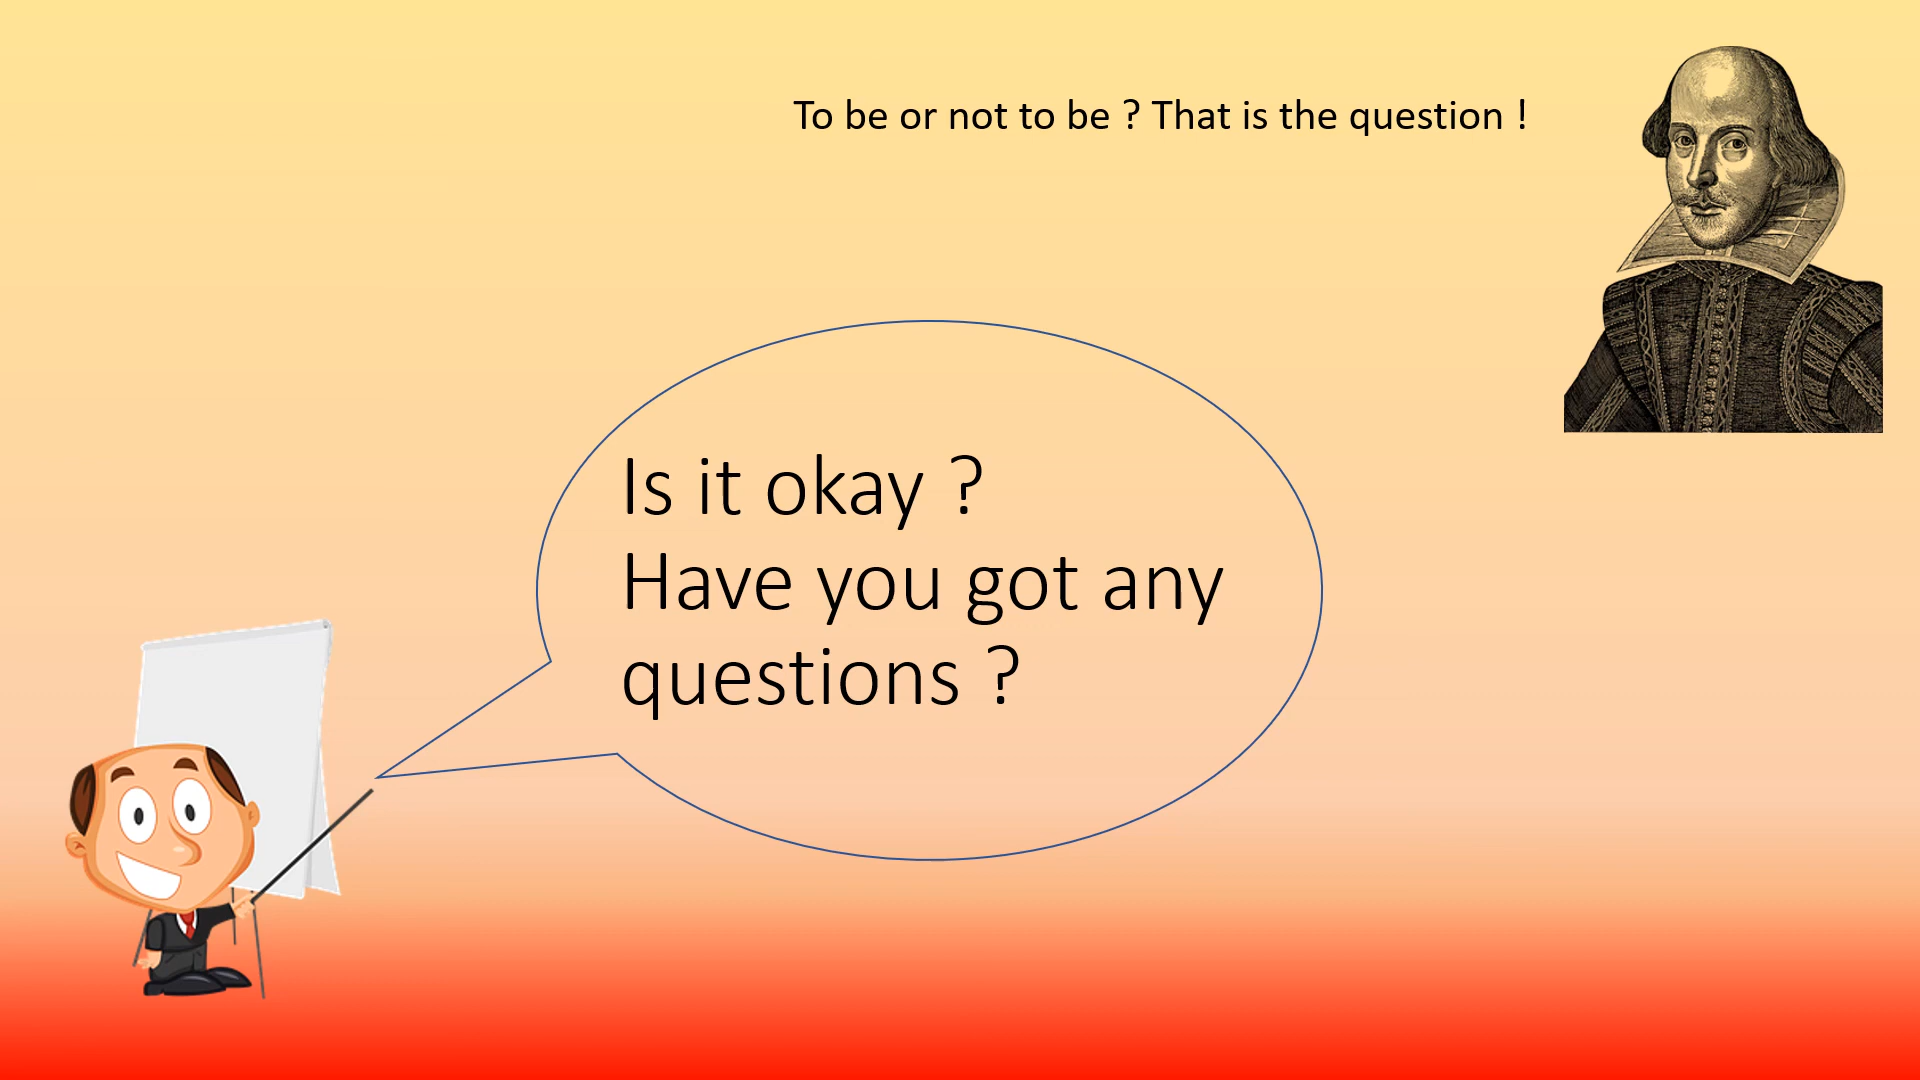 To be or not to be ? That is the question !
Is it okay ?
Have you got any
questions ?